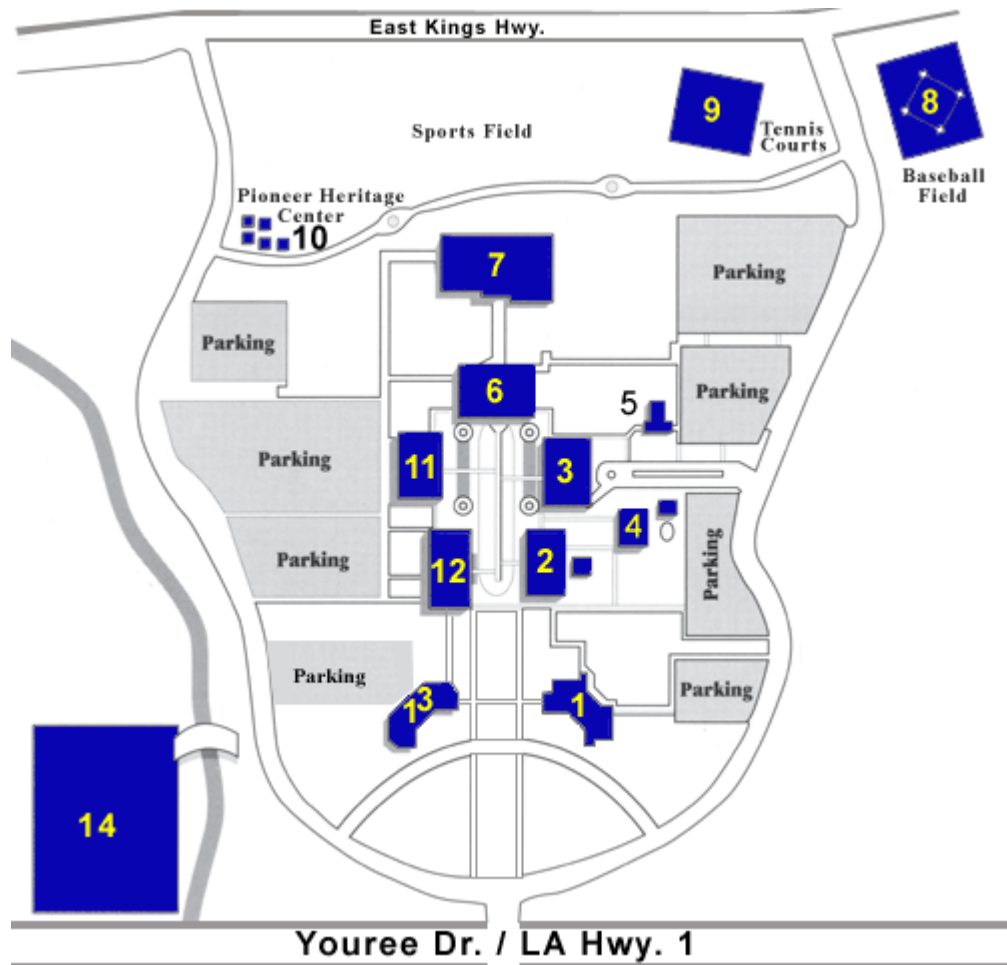 East Kings Hwy.
9
8
Sports Field
Tennis
Courts
Baseball
Field
Pioneer Heritage
Center
10
7
Parking
Parking
6
Parking
5
11
Parking
3
4
12
2
Parking
Parking
Parking
13
1
Parking
14
Youree Dr. / LA Hwy. 1